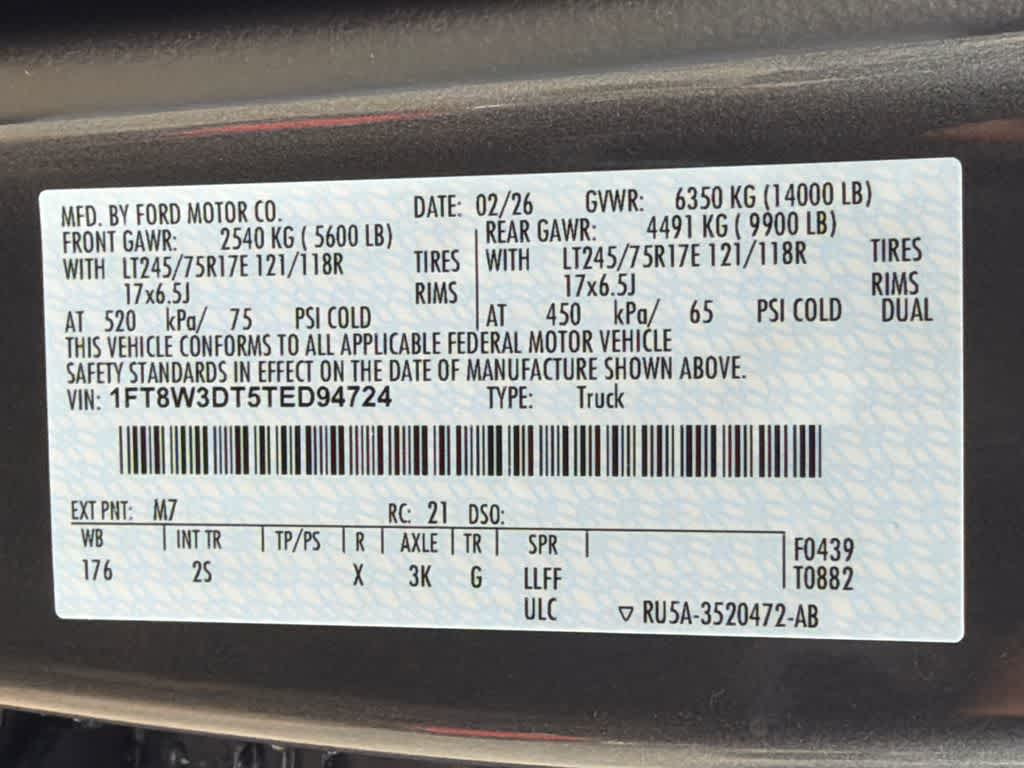 MFD. BY FORD MOTOR CO. DATE: 02/26 GVWR: 6350 KG (14000 LB)
FRONT GAWR: 2540 KG ( 5600 LB) REAR GAWR: 4491 KG ( 9900 LB)
WITH LT245/75R17E 121/118R TIRES WITH LT245/75R17E 121/118R TIRES
17x6.5J RIMS 17x6.5J RIMS
AT 520 kPa/ 75 PSI COLD AT 450 kPa/ 65 PSI COLD DUAL
THIS VEHICLE CONFORMS TO ALL APPLICABLE FEDERAL MOTOR VEHICLE
SAFETY STANDARDS IN EFFECT ON THE DATE OF MANUFACTURE SHOWN ABOVE.
VIN: 1FT8W3DT5TED94724 TYPE: Truck
EXT PNT: M7 RC: 21 DSO:
WB INT TR TP/PS R AXLE TR SPR F0439
176 2S X 3K G LLFF T0882
ULC ▽ RU5A-3520472-AB